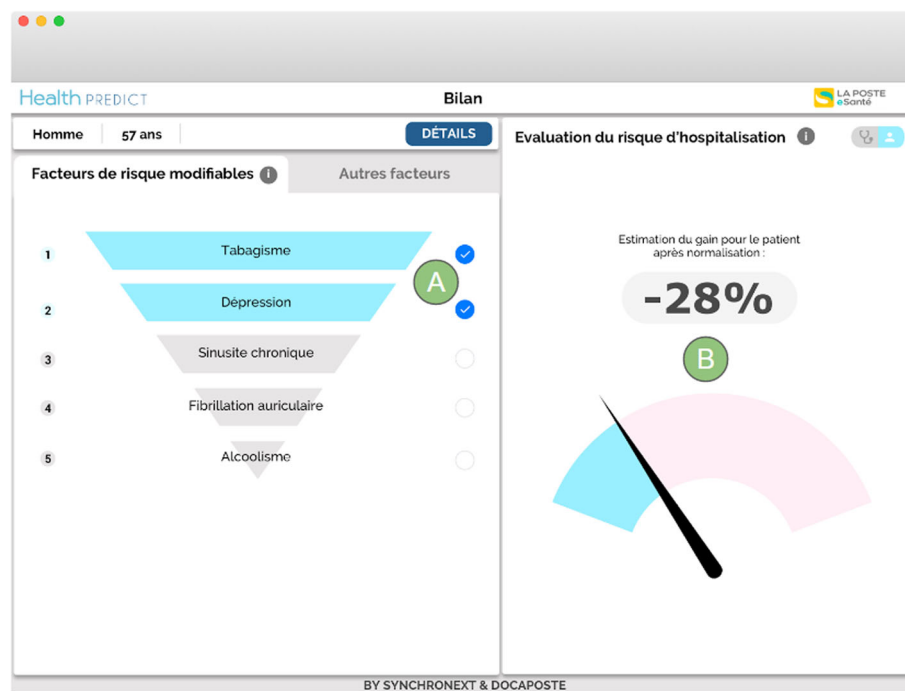 Health PREDICT
Bilan
LA POSTE
eSanté
Homme
57 ans
DÉTAILS
Facteurs de risque modifiables i
Autres facteurs
1
Tabagisme
A
2
Dépression
3
Sinusite chronique
4
Fibrillation auriculaire
5
Alcoolisme
Evaluation du risque d'hospitalisation i
Estimation du gain pour le patient
après normalisation :
-28%
B
BY SYNCHRONEXT & DOCAPOSTE